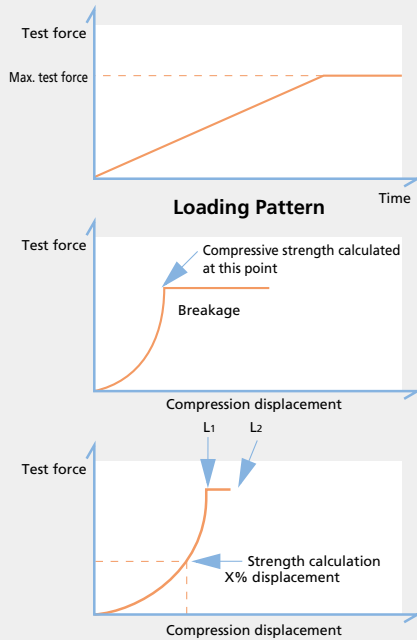 Test force
Max. test force
Time
Loading Pattern
Test force
Compressive strength calculated
at this point
Breakage
Compression displacement
L1
L2
Test force
Strength calculation
X% displacement
Compression displacement